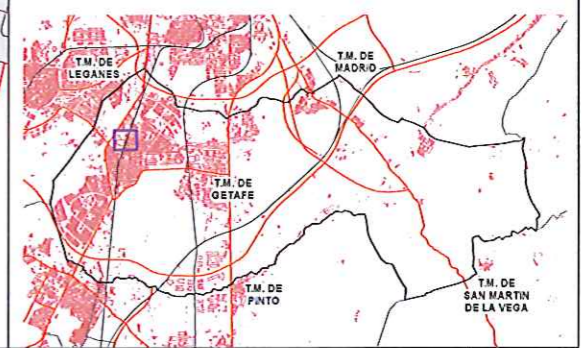 T.M. DE
LEGANES
T.M. DE
MADRID
T.M. DE
GETAFE
T.M. DE
PINTO
T.M. DE
SAN MARTIN
DE LA VEGA